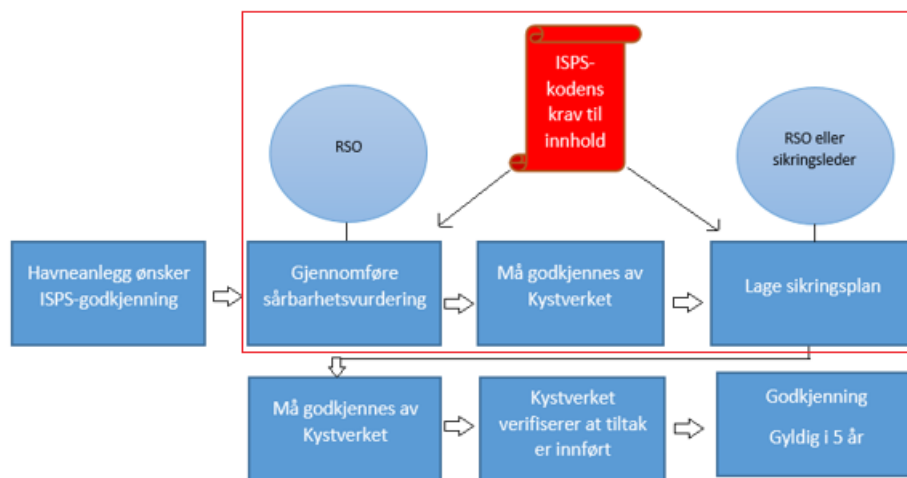 ISPS-
kodens
krav til
innhold
RSO
RSO eller
sikringsleder
Havneanlegg ønsker
ISPS-godkjenning
Gjennomføre
sårbarhetsvurdering
Må godkjennes av
Kystverket
Lage sikringsplan
Må godkjennes av
Kystverket
Kystverket
verifiserer at tiltak
er innført
Godkjenning
Gyldig i 5 år